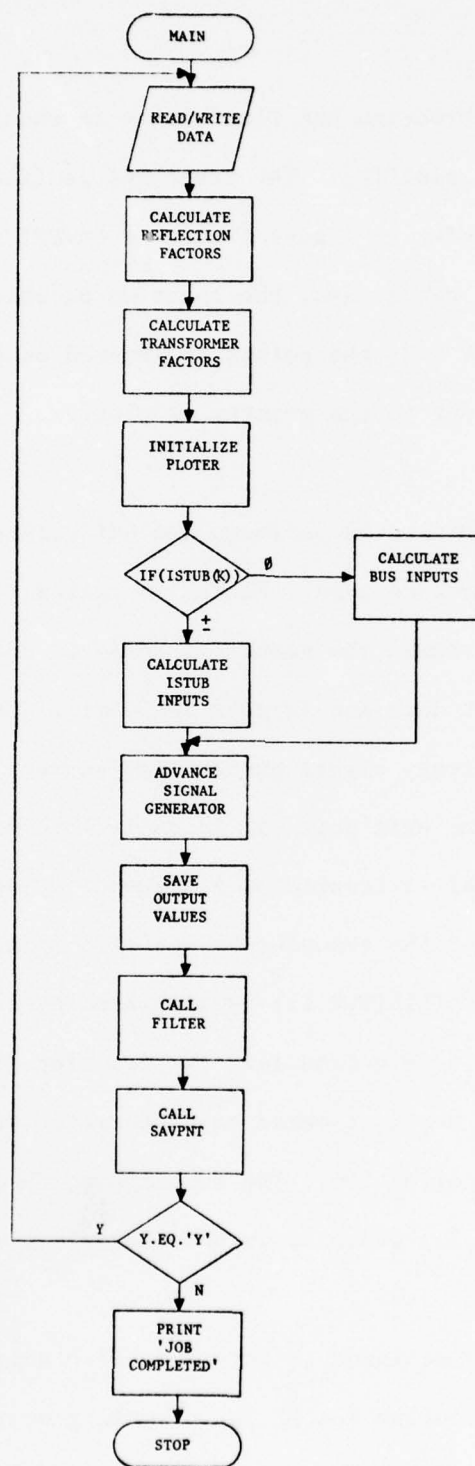 MAIN
READ/WRITE
DATA
CALCULATE
REFLECTION
FACTORS
CALCULATE
TRANSFORMER
FACTORS
INITIALIZE
PLOTER
IF(ISTUB(K))
Ø
CALCULATE
BUS INPUTS
±
CALCULATE
ISTUB
INPUTS
ADVANCE
SIGNAL
GENERATOR
SAVE
OUTPUT
VALUES
CALL
FILTER
CALL
SAVPNT
Y
Y.EQ.'Y'
N
PRINT
'JOB
COMPLETED'
STOP